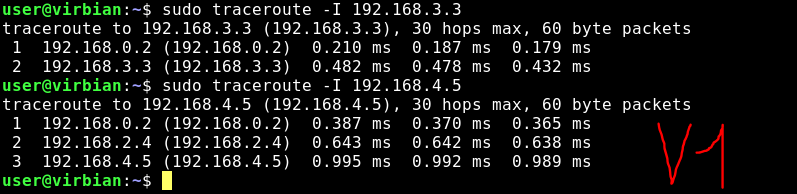 user@virbian:~$ sudo traceroute -I 192.168.3.3
traceroute to 192.168.3.3 (192.168.3.3), 30 hops max, 60 byte packets
 1  192.168.0.2 (192.168.0.2)  0.210 ms  0.187 ms  0.179 ms
 2  192.168.3.3 (192.168.3.3)  0.482 ms  0.478 ms  0.432 ms
user@virbian:~$ sudo traceroute -I 192.168.4.5
traceroute to 192.168.4.5 (192.168.4.5), 30 hops max, 60 byte packets
 1  192.168.0.2 (192.168.0.2)  0.387 ms  0.370 ms  0.365 ms
 2  192.168.2.4 (192.168.2.4)  0.643 ms  0.642 ms  0.638 ms
 3  192.168.4.5 (192.168.4.5)  0.995 ms  0.992 ms  0.989 ms
user@virbian:~$
V-1